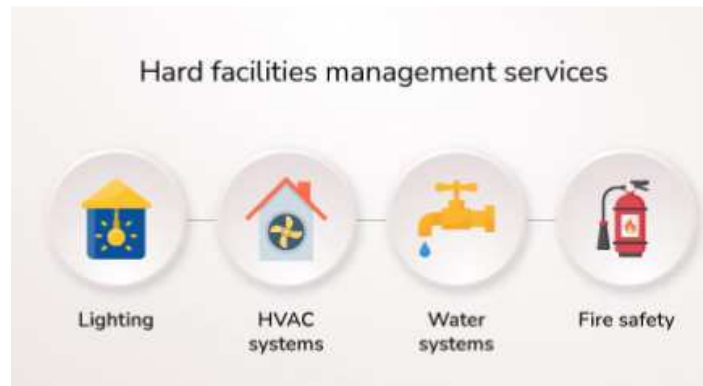 Hard facilities management services
Lighting
HVAC
systems
Water
systems
Fire safety